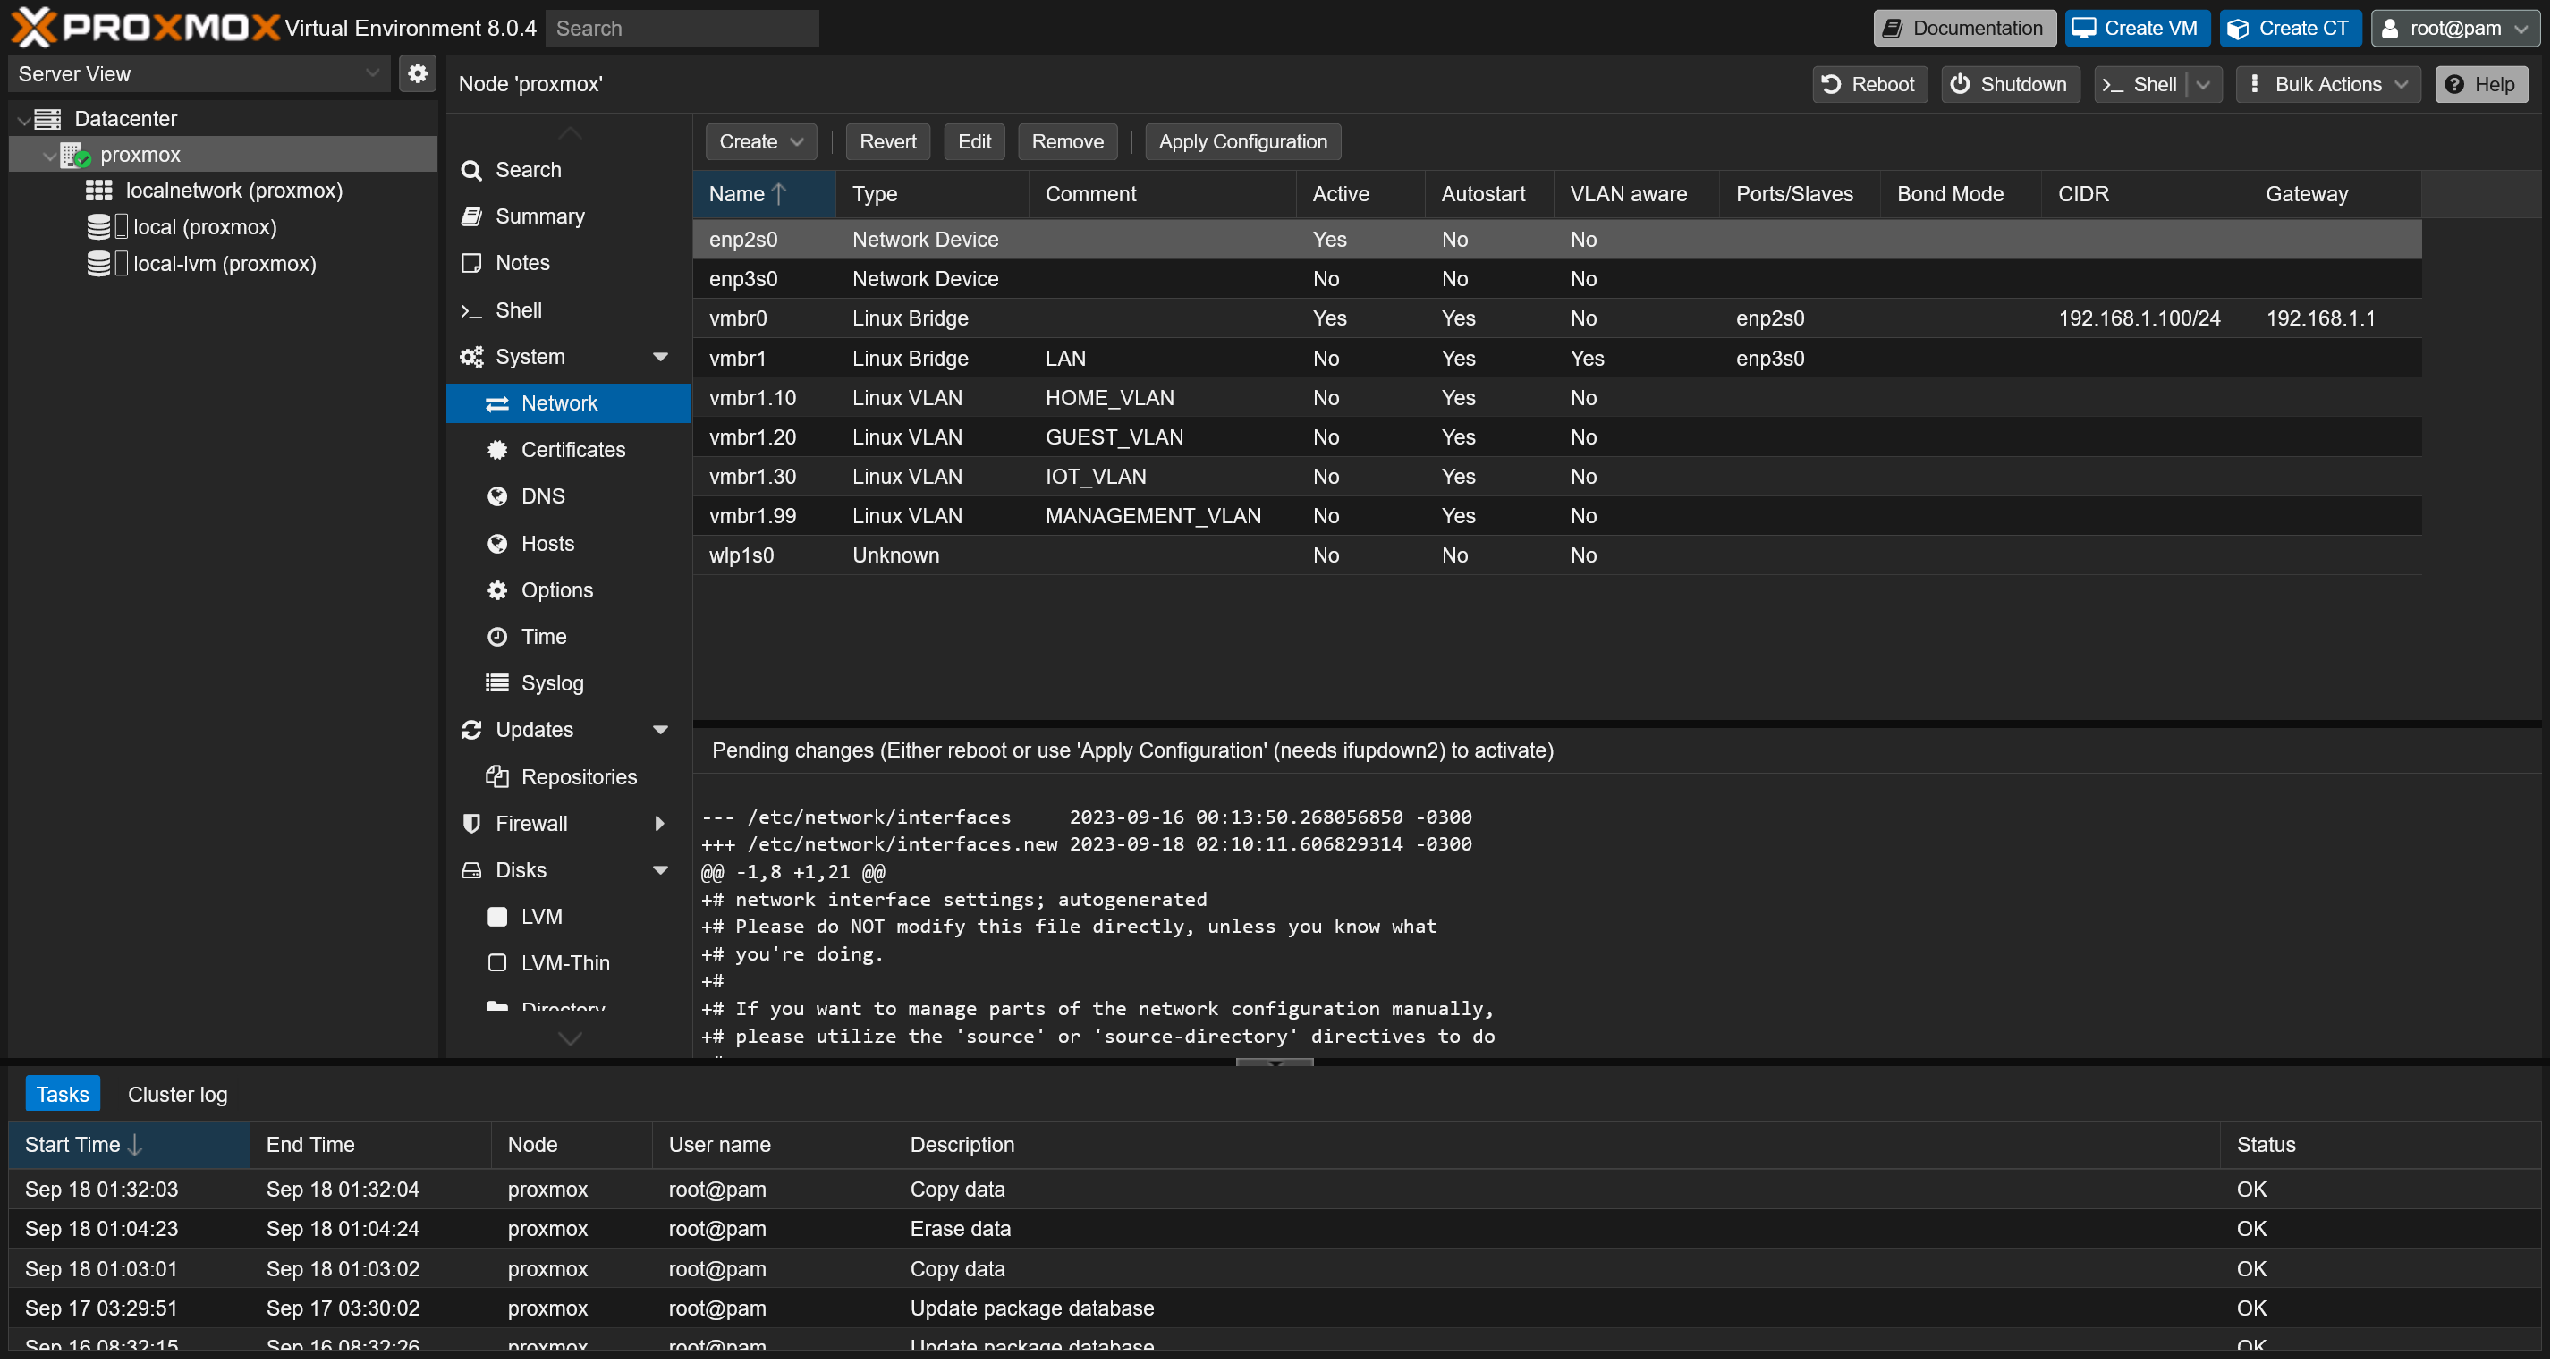 PROXMOX Virtual Environment 8.0.4 Search Documentation Create VM Create CT root@pam
Server View
Node 'proxmox' Reboot Shutdown Shell Bulk Actions Help
Datacenter
proxmox
localnetwork (proxmox)
local (proxmox)
local-lvm (proxmox)
Search
Summary
Notes
Shell
System
Network
Certificates
DNS
Hosts
Options
Time
Syslog
Updates
Repositories
Firewall
Disks
LVM
LVM-Thin
Directory
Create Revert Edit Remove Apply Configuration
Name Type Comment Active Autostart VLAN aware Ports/Slaves Bond Mode CIDR Gateway
enp2s0 Network Device Yes No No
enp3s0 Network Device No No No
vmbr0 Linux Bridge Yes Yes No enp2s0 192.168.1.100/24 192.168.1.1
vmbr1 Linux Bridge LAN No Yes Yes enp3s0
vmbr1.10 Linux VLAN HOME_VLAN No Yes No
vmbr1.20 Linux VLAN GUEST_VLAN No Yes No
vmbr1.30 Linux VLAN IOT_VLAN No Yes No
vmbr1.99 Linux VLAN MANAGEMENT_VLAN No Yes No
wlp1s0 Unknown No No No
Pending changes (Either reboot or use 'Apply Configuration' (needs ifupdown2) to activate)
--- /etc/network/interfaces 2023-09-16 00:13:50.268056850 -0300
+++ /etc/network/interfaces.new 2023-09-18 02:10:11.606829314 -0300
@@ -1,8 +1,21 @@
+# network interface settings; autogenerated
+# Please do NOT modify this file directly, unless you know what
+# you're doing.
+#
+# If you want to manage parts of the network configuration manually,
+# please utilize the 'source' or 'source-directory' directives to do
Tasks Cluster log
Start Time End Time Node User name Description Status
Sep 18 01:32:03 Sep 18 01:32:04 proxmox root@pam Copy data OK
Sep 18 01:04:23 Sep 18 01:04:24 proxmox root@pam Erase data OK
Sep 18 01:03:01 Sep 18 01:03:02 proxmox root@pam Copy data OK
Sep 17 03:29:51 Sep 17 03:30:02 proxmox root@pam Update package database OK
Sep 16 08:32:15 Sep 16 08:32:26 proxmox root@pam Update package database OK